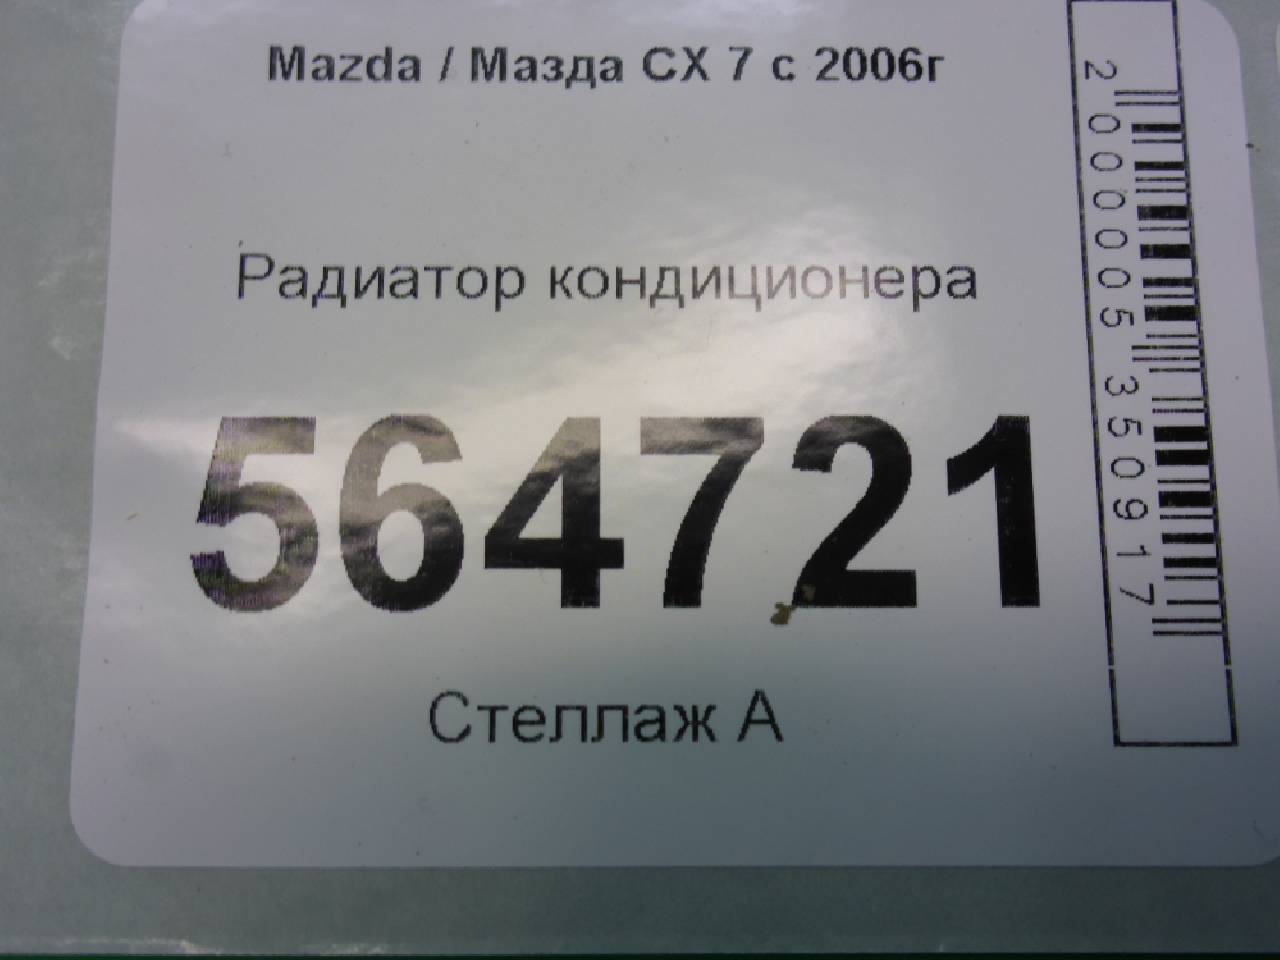 Mazda / Мазда CX 7 с 2006г
Радиатор кондиционера
564721
Стеллаж А
2000005350917